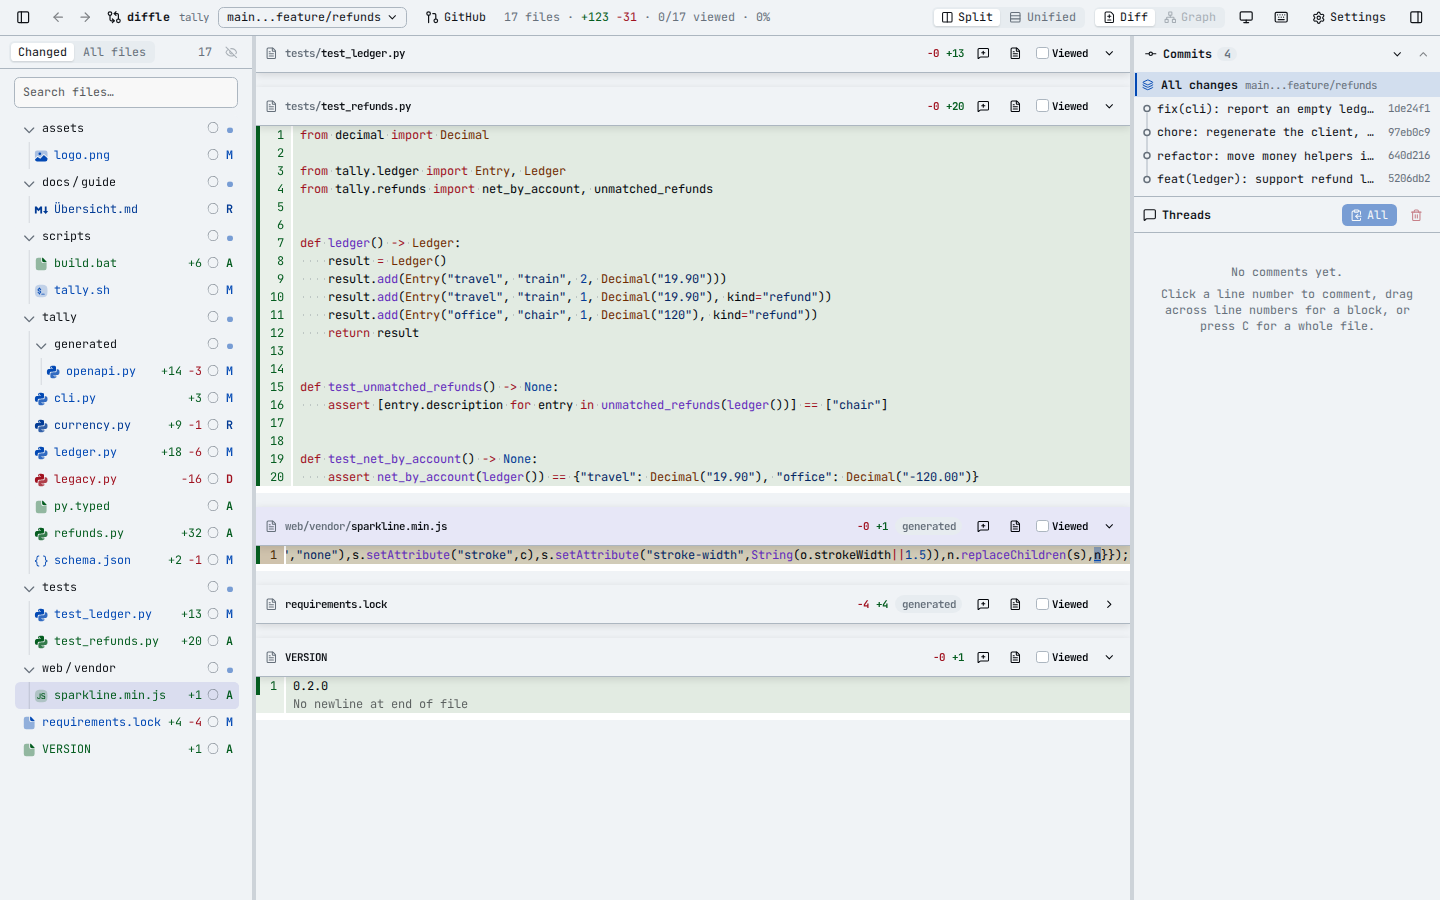 diffle tally main...feature/refunds GitHub 17 files · +123 -31 · 0/17 viewed · 0% Split Unified Diff Graph Settings
Changed All files 17
Search files…
assets
logo.png M
docs/guide
Übersicht.md R
scripts
build.bat +6 A
tally.sh M
tally
generated
openapi.py +14 -3 M
cli.py +3 M
currency.py +9 -1 R
ledger.py +18 -6 M
legacy.py -16 D
py.typed A
refunds.py +32 A
schema.json +2 -1 M
tests
test_ledger.py +13 M
test_refunds.py +20 A
web/vendor
sparkline.min.js +1 A
requirements.lock +4 -4 M
VERSION +1 A
tests/test_ledger.py -0 +13 Viewed
tests/test_refunds.py -0 +20 Viewed
1 from decimal import Decimal
2
3 from tally.ledger import Entry, Ledger
4 from tally.refunds import net_by_account, unmatched_refunds
5
6
7 def ledger() -> Ledger:
8 ····result = Ledger()
9 ····result.add(Entry("travel", "train", 2, Decimal("19.90")))
10 ····result.add(Entry("travel", "train", 1, Decimal("19.90"), kind="refund"))
11 ····result.add(Entry("office", "chair", 1, Decimal("120"), kind="refund"))
12 ····return result
13
14
15 def test_unmatched_refunds() -> None:
16 ····assert [entry.description for entry in unmatched_refunds(ledger())] == ["chair"]
17
18
19 def test_net_by_account() -> None:
20 ····assert net_by_account(ledger()) == {"travel": Decimal("19.90"), "office": Decimal("-120.00")}
web/vendor/sparkline.min.js -0 +1 generated Viewed
1 ","none"),s.setAttribute("stroke",c),s.setAttribute("stroke-width",String(o.strokeWidth||1.5)),n.replaceChildren(s),n}});
requirements.lock -4 +4 generated Viewed
VERSION -0 +1 Viewed
1 0.2.0
No newline at end of file
Commits 4
All changes main...feature/refunds
fix(cli): report an empty ledg… 1de24f1
chore: regenerate the client, … 97eb0c9
refactor: move money helpers i… 640d216
feat(ledger): support refund l… 5206db2
Threads All
No comments yet.
Click a line number to comment, drag
across line numbers for a block, or
press C for a whole file.